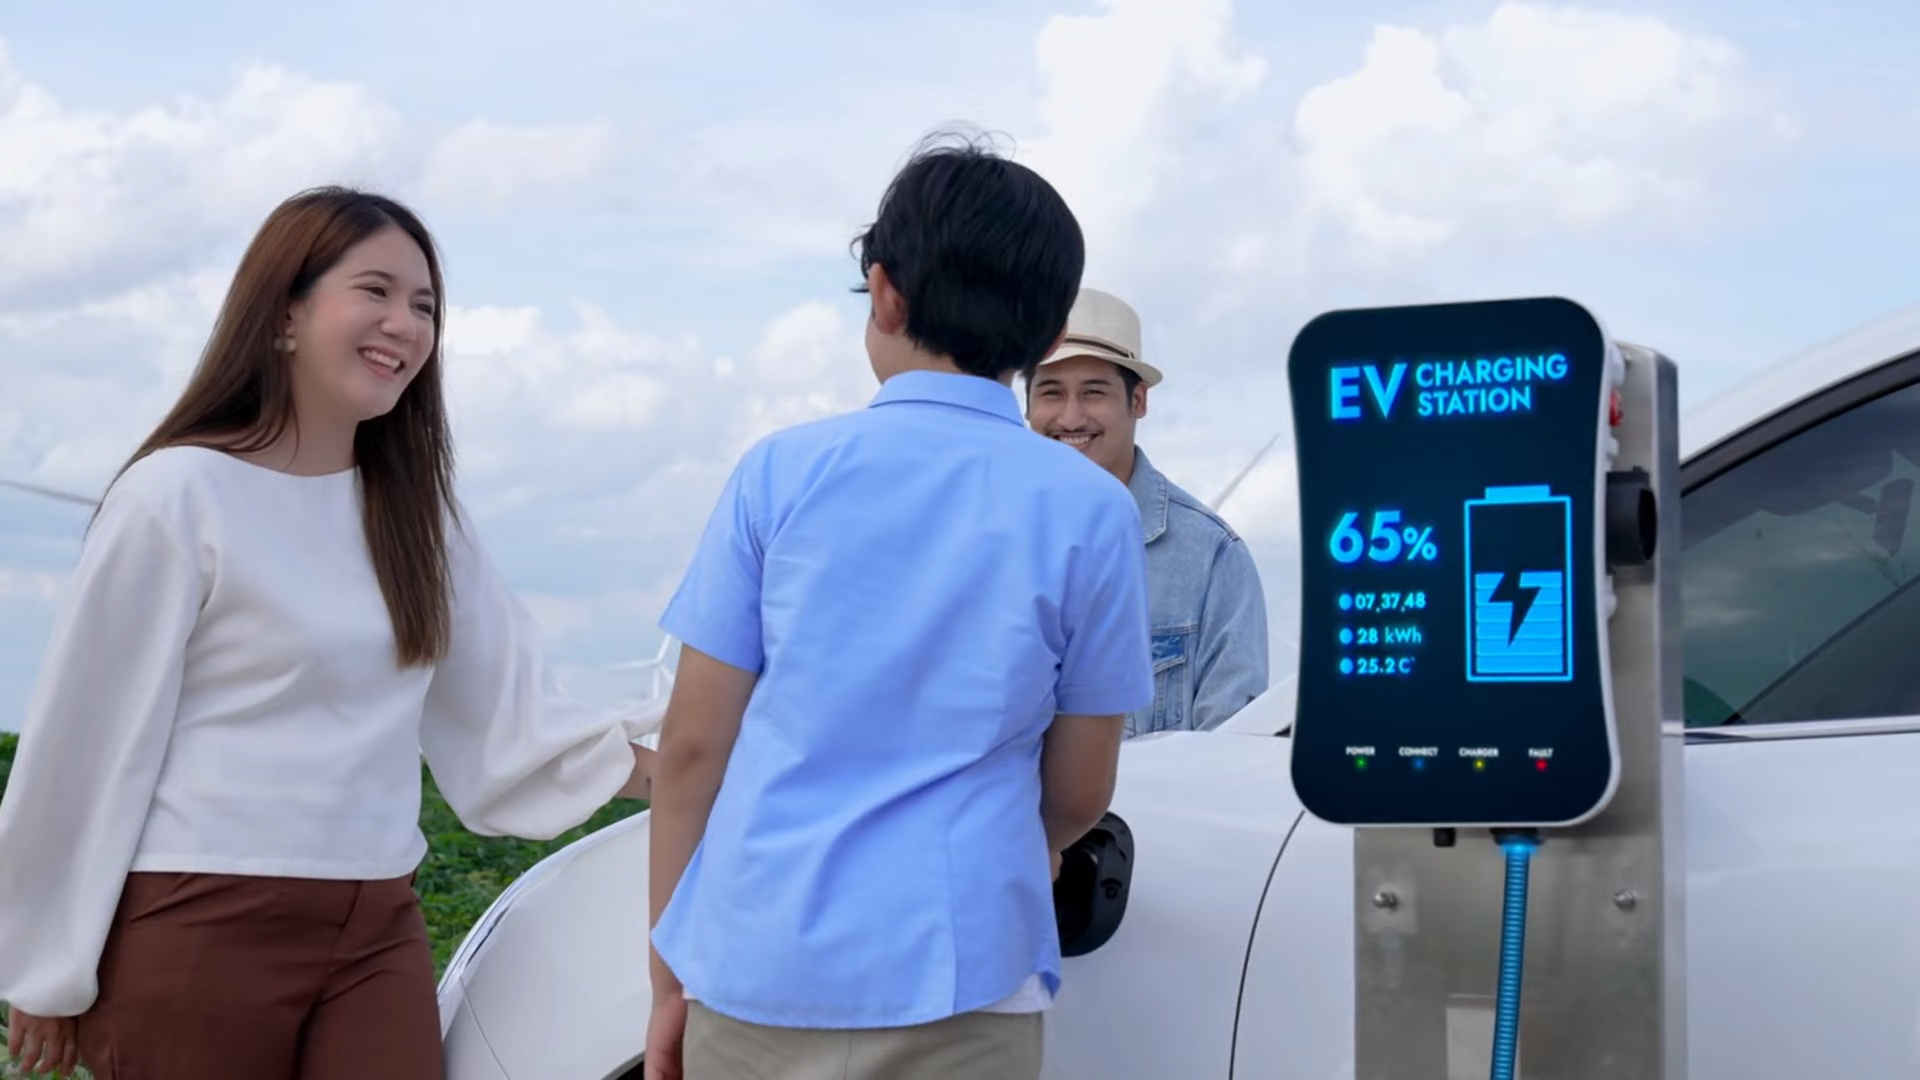 EV CHARGING
STATION
65%
07,37,48
28 kWh
25.2 C°
POWER CONNECT CHARGER FAULT